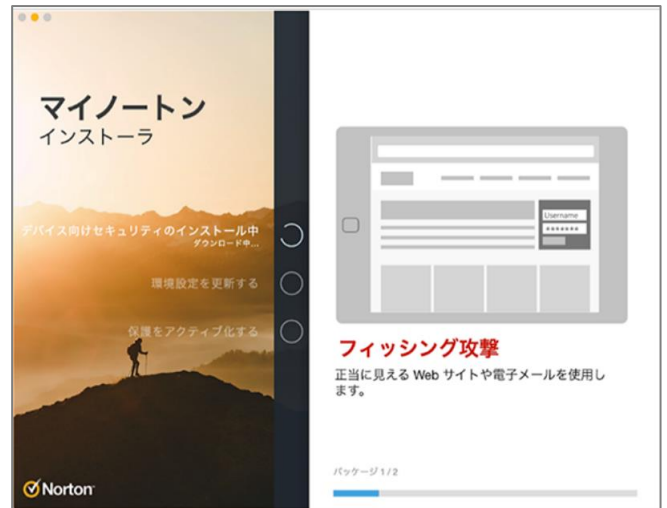 マイノートン
インストーラ
デバイス向けセキュリティのインストール中
ダウンロード中...
環境設定を更新する
保護をアクティブ化する
Norton
Username
フィッシング攻撃
正当に見える Web サイトや電子メールを使用し
ます。
パッケージ 1 / 2